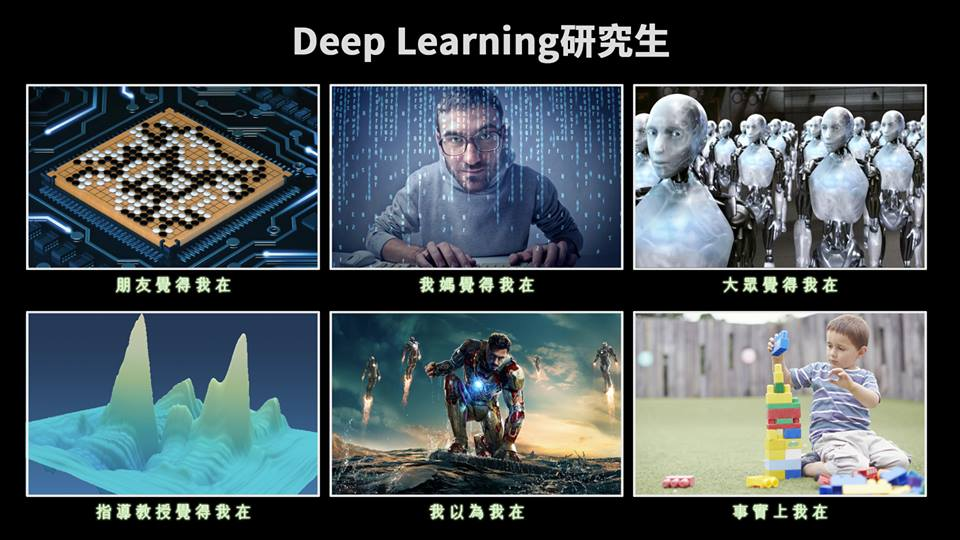 Deep Learning研究生
朋友覺得我在
我媽覺得我在
大眾覺得我在
指導教授覺得我在
我以為我在
事實上我在